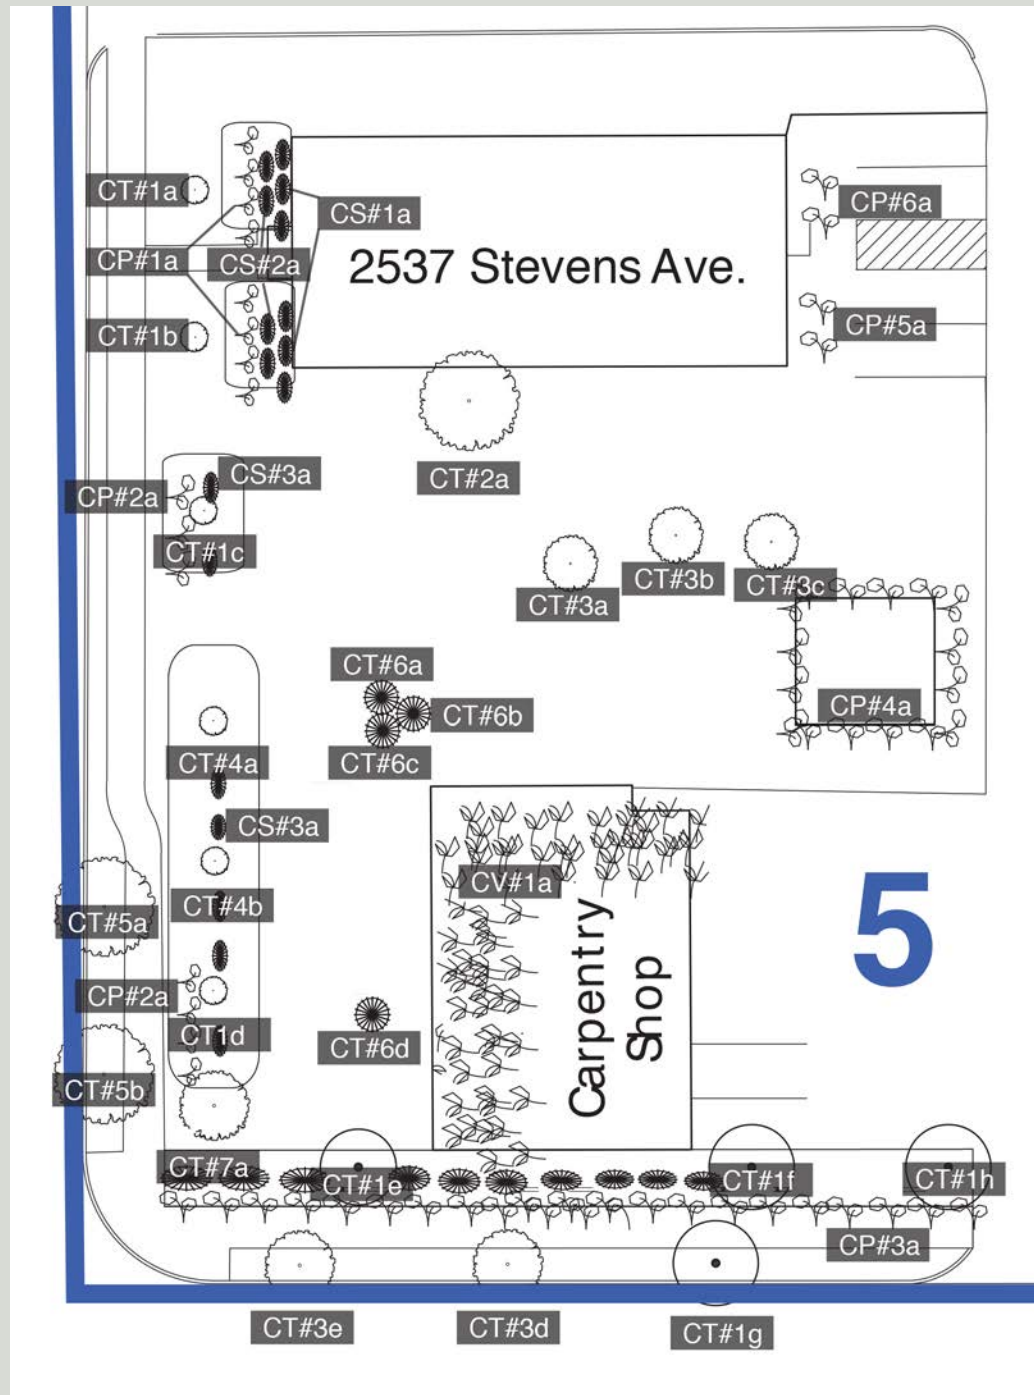 CT#1a
CS#1a
CP#6a
CP#1a
CS#2a
2537 Stevens Ave.
CT#1b
CP#5a
CS#3a
CT#2a
CP#2a
CT#1c
CT#3b
CT#3c
CT#3a
CT#6a
CP#4a
CT#6b
CT#4a
CT#6c
CS#3a
CV#1a
CT#4b
CT#5a
5
CP#2a
Carpentry
Shop
CT1d
CT#6d
CT#5b
CT#7a
CT#1e
CT#1f
CT#1h
CP#3a
CT#3e
CT#3d
CT#1g